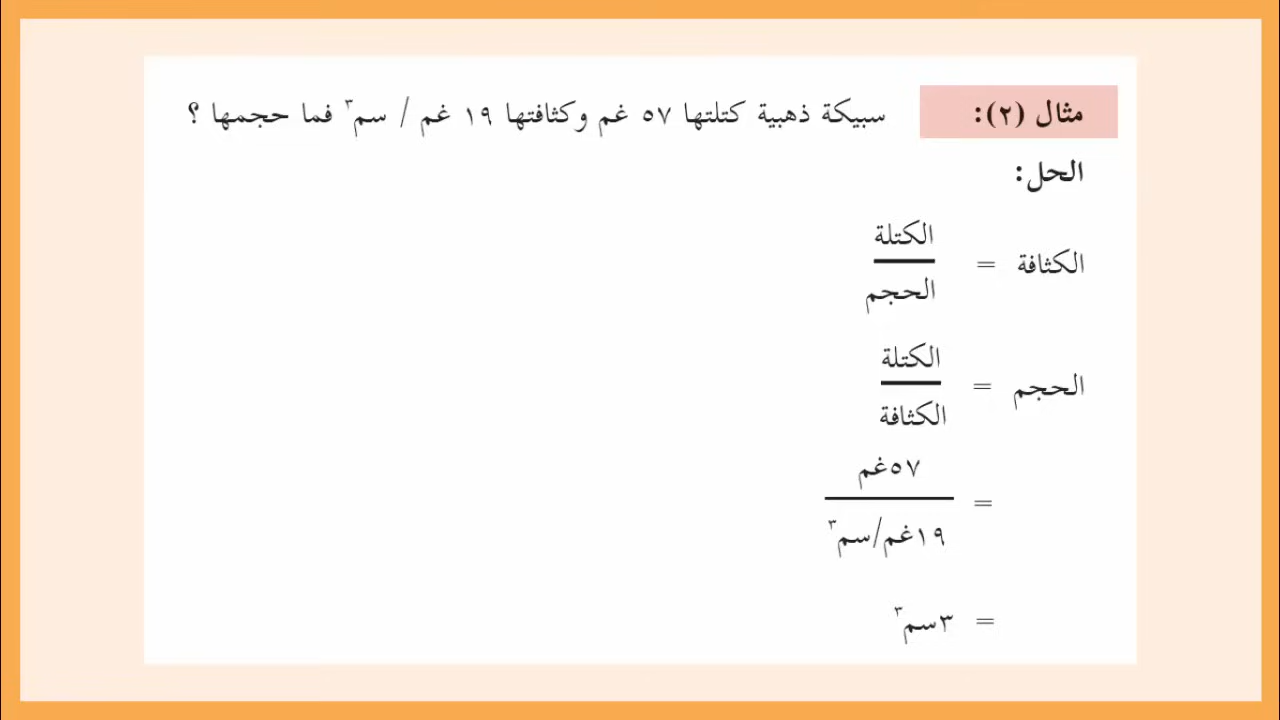 مثال (٢): سبيكة ذهبية كتلتها ٥٧ غم وكثافتها ١٩ غم / سم٣ فما حجمها ؟
الحل:
الكتلة
الكثافة =
الحجم
الكتلة
الحجم =
الكثافة
٥٧غم
=
١٩غم/سم٣
= ٣سم٣